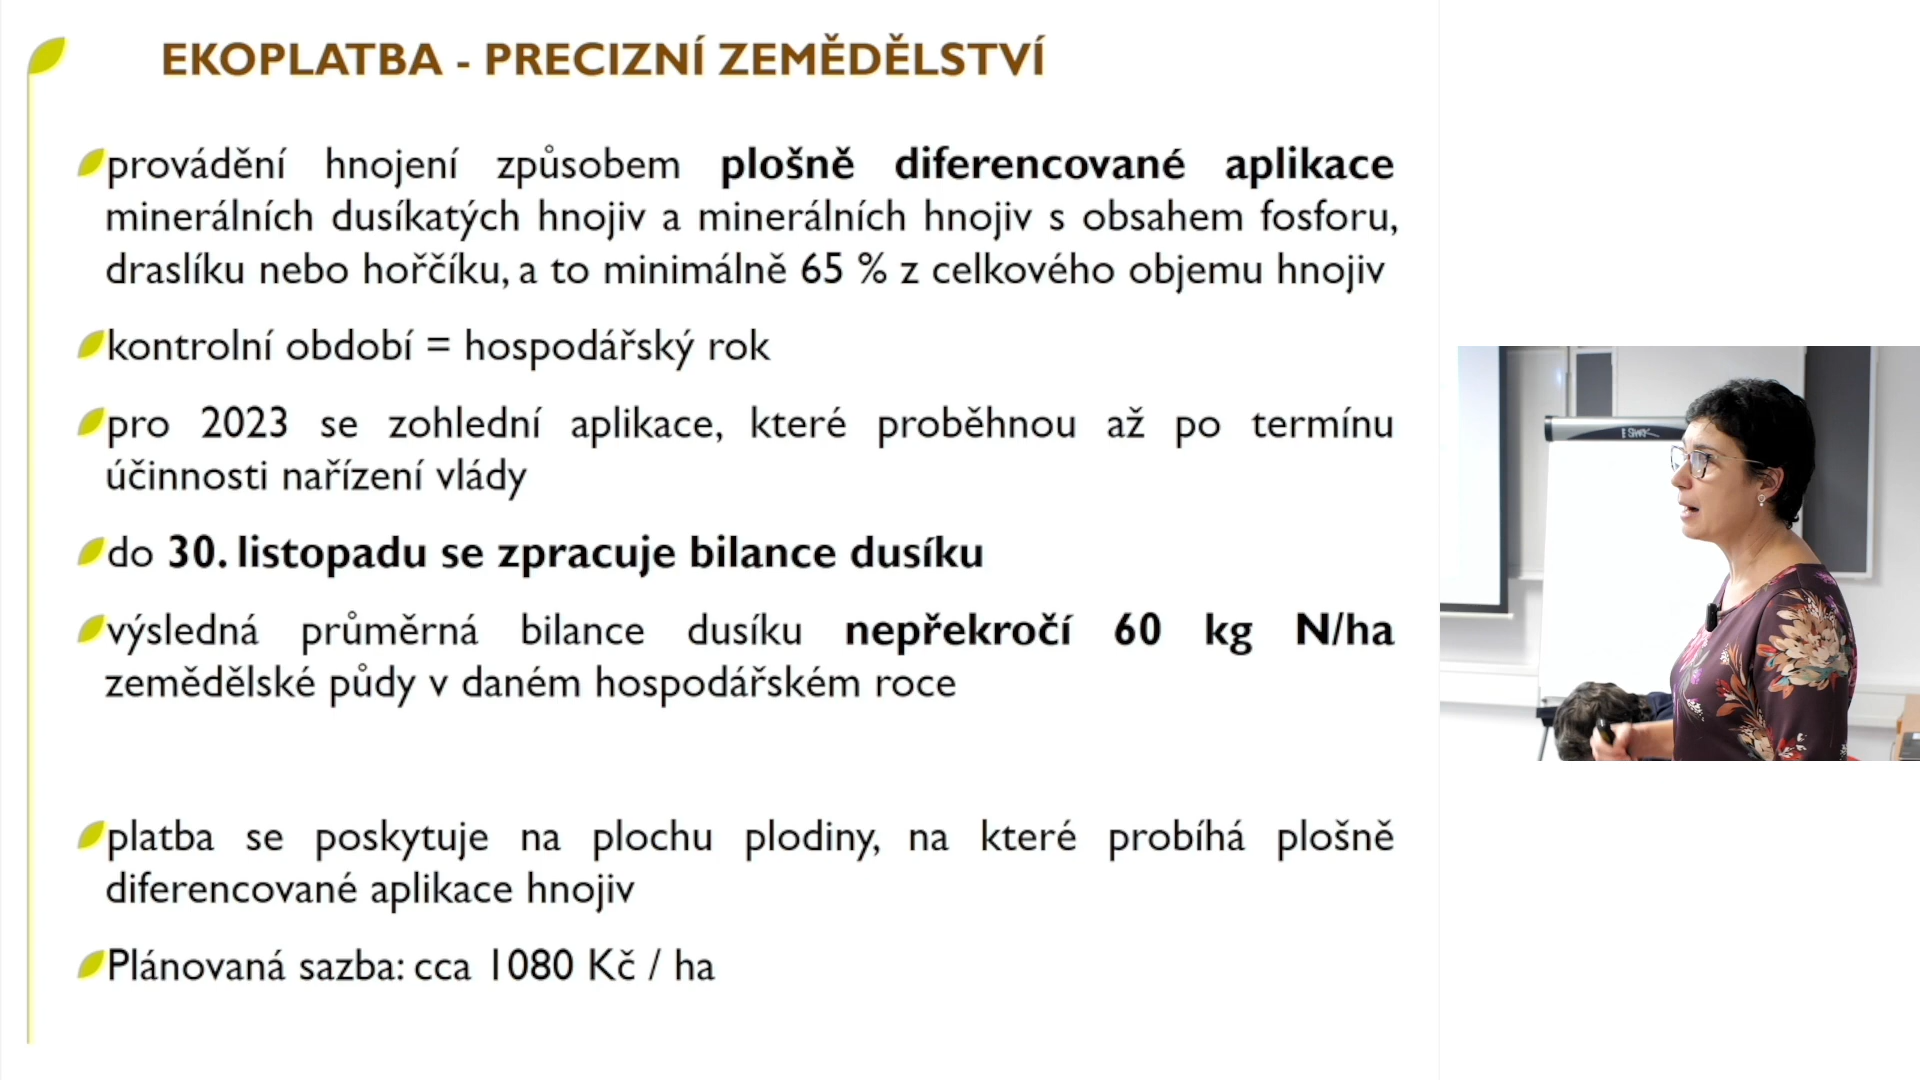 EKOPLATBA - PRECIZNÍ ZEMĚDĚLSTVÍ
provádění hnojení způsobem plošně diferencované aplikace
minerálních dusíkatých hnojiv a minerálních hnojiv s obsahem fosforu,
draslíku nebo hořčíku, a to minimálně 65 % z celkového objemu hnojiv
kontrolní období = hospodářský rok
pro 2023 se zohlední aplikace, které proběhnou až po termínu
účinnosti nařízení vlády
do 30. listopadu se zpracuje bilance dusíku
výsledná průměrná bilance dusíku nepřekročí 60 kg N/ha
zemědělské půdy v daném hospodářském roce
platba se poskytuje na plochu plodiny, na které probíhá plošně
diferencované aplikace hnojiv
Plánovaná sazba: cca 1080 Kč / ha